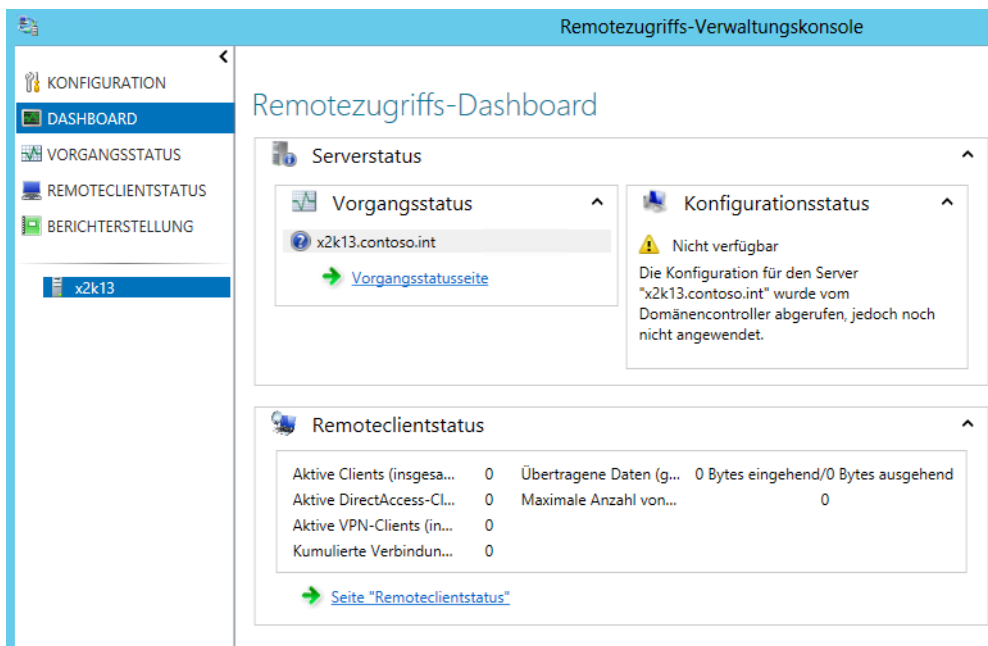 Remotezugriffs-Verwaltungskonsole
KONFIGURATION
DASHBOARD
VORGANGSSTATUS
REMOTECLIENTSTATUS
BERICHTERSTELLUNG
x2k13
Remotezugriffs-Dashboard
Serverstatus
Vorgangsstatus
x2k13.contoso.int
Vorgangsstatusseite
Konfigurationsstatus
Nicht verfügbar
Die Konfiguration für den Server
"x2k13.contoso.int" wurde vom
Domänencontroller abgerufen, jedoch noch
nicht angewendet.
Remoteclientstatus
Aktive Clients (insgesa... 0 Übertragene Daten (g... 0 Bytes eingehend/0 Bytes ausgehend
Aktive DirectAccess-Cl... 0 Maximale Anzahl von... 0
Aktive VPN-Clients (in... 0
Kumulierte Verbindun... 0
Seite "Remoteclientstatus"